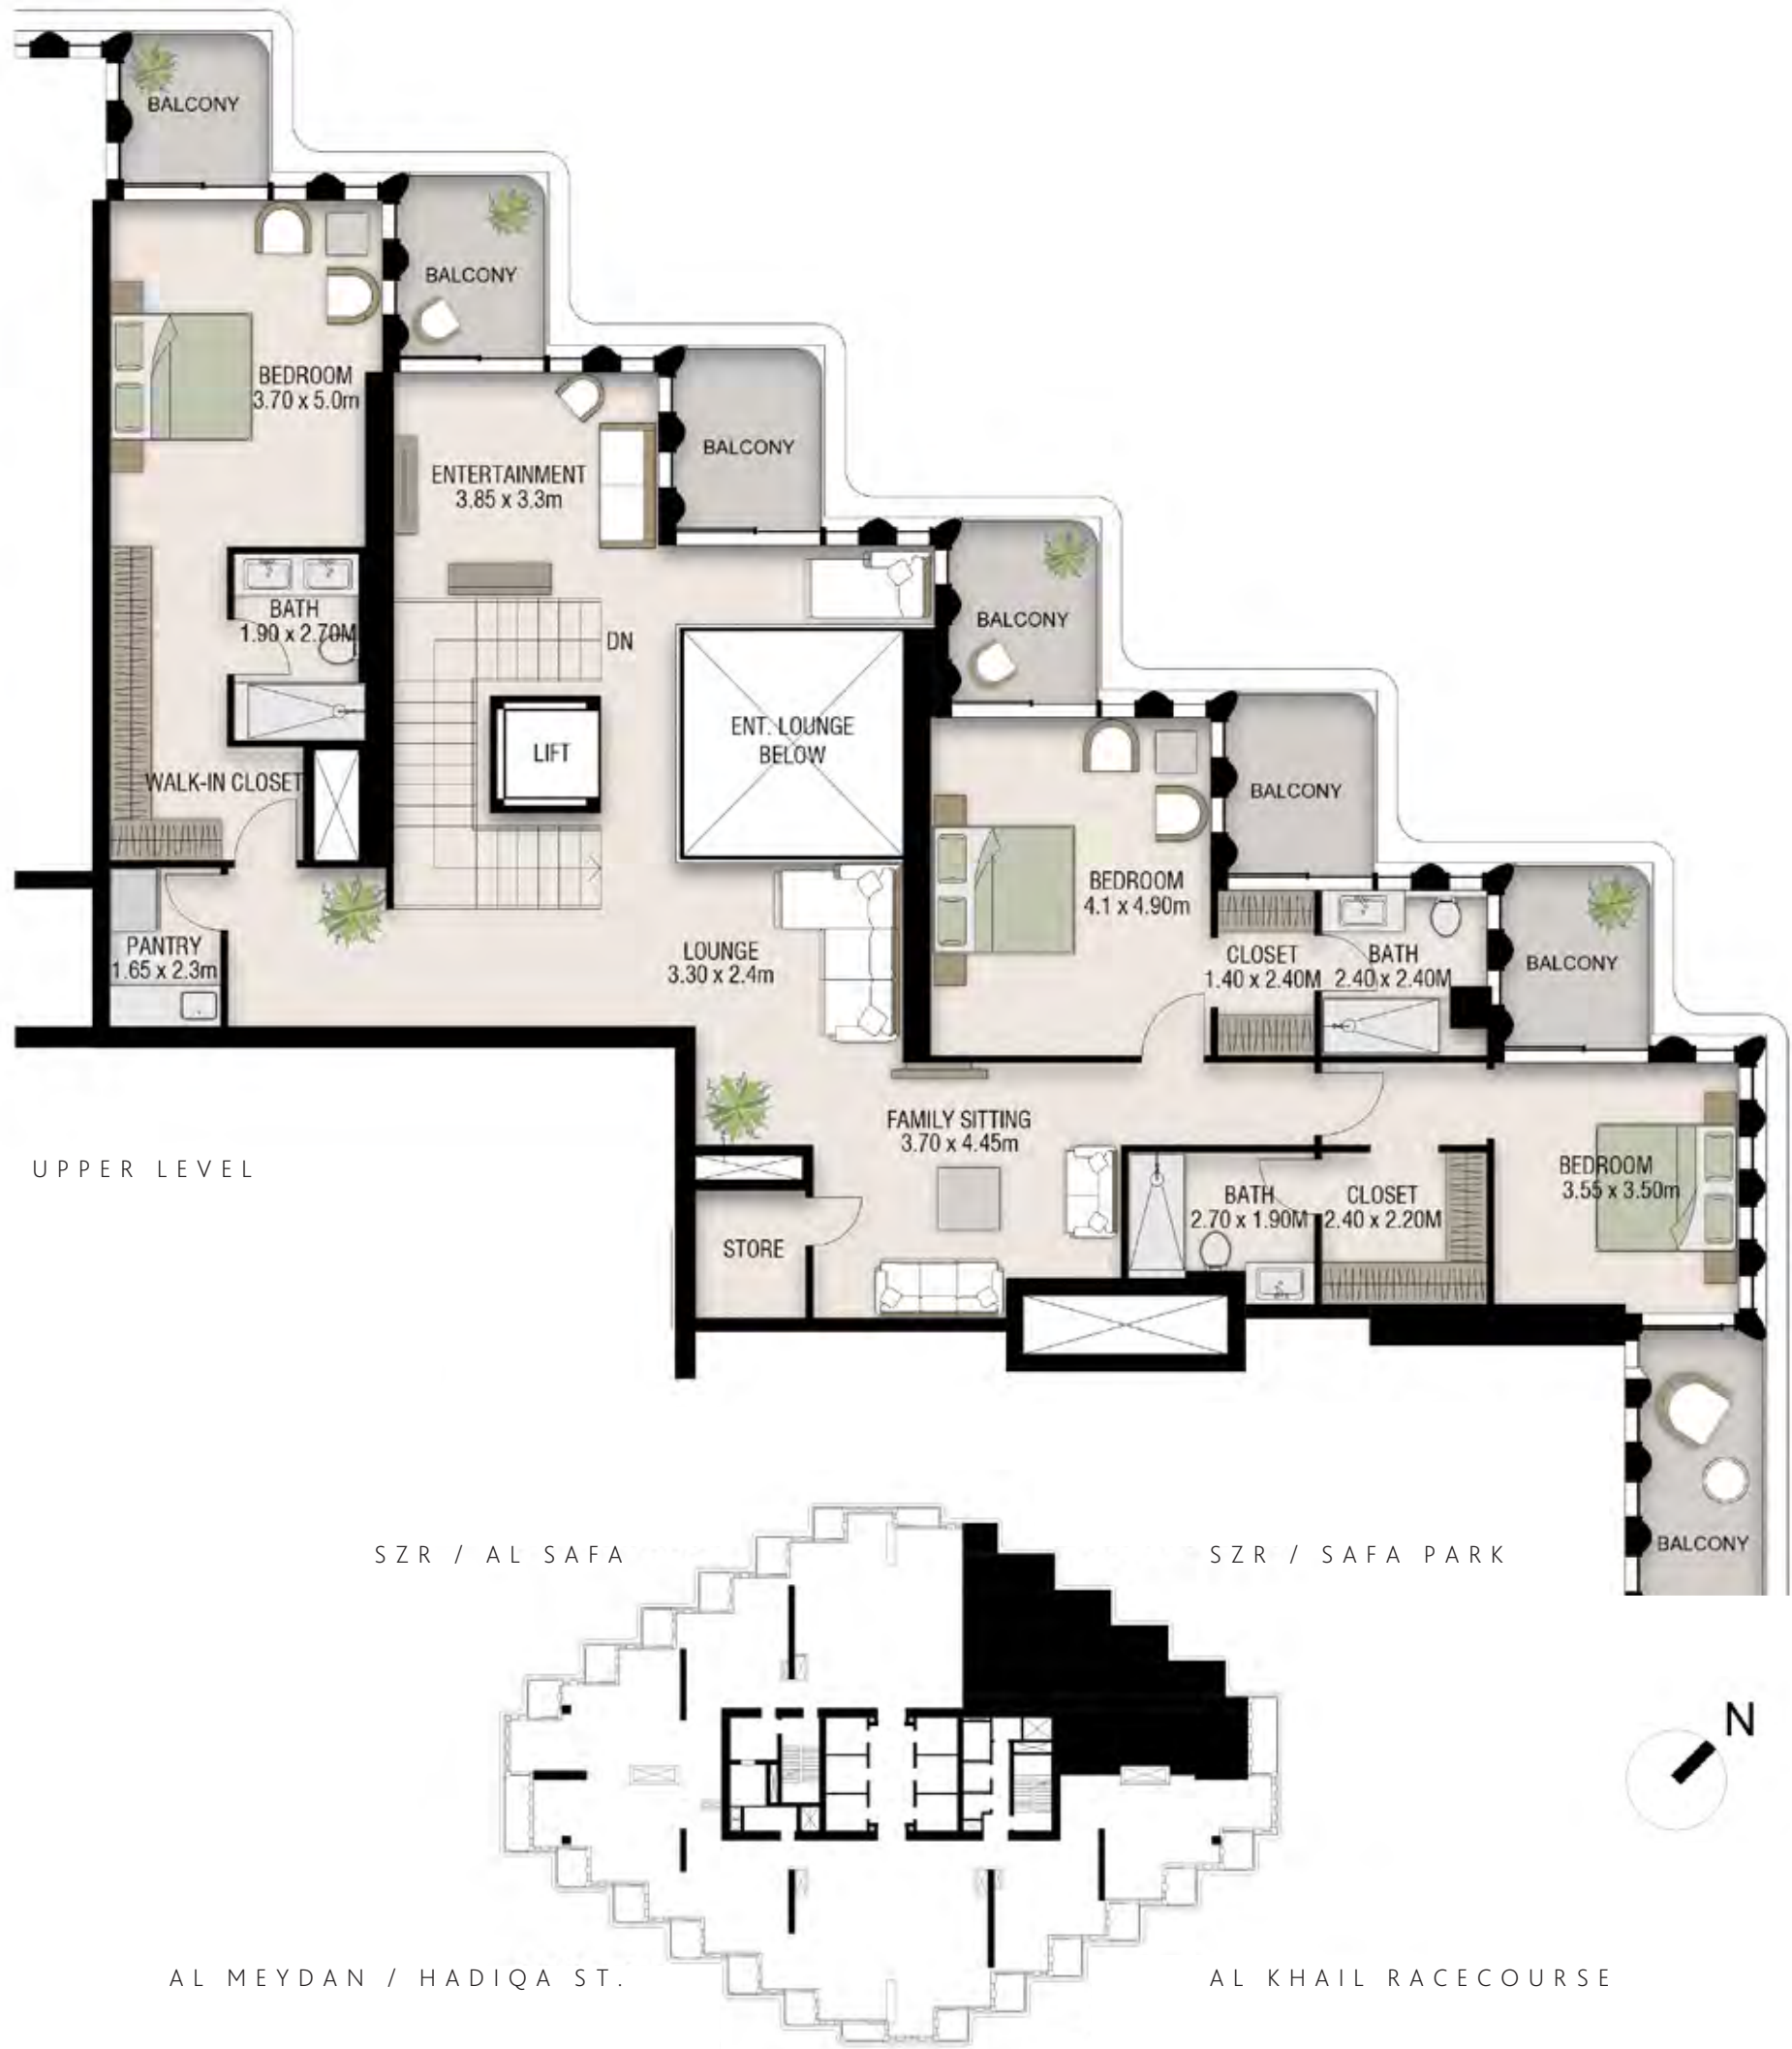 BALCONY
BALCONY
BEDROOM
3.70 x 5.0m
BALCONY
ENTERTAINMENT
3.85 x 3.3m
BATH
1.90 x 2.70M
DN
BALCONY
LIFT
ENT. LOUNGE
BELOW
WALK-IN CLOSET
BALCONY
BEDROOM
4.1 x 4.90m
PANTRY
1.65 x 2.3m
LOUNGE
3.30 x 2.4m
CLOSET
1.40 x 2.40M
BATH
2.40 x 2.40M
BALCONY
FAMILY SITTING
3.70 x 4.45m
UPPER LEVEL
BEDROOM
3.55 x 3.50m
BATH
2.70 x 1.90M
CLOSET
2.40 x 2.20M
STORE
BALCONY
SZR / AL SAFA
SZR / SAFA PARK
N
AL MEYDAN / HADIQA ST.
AL KHAIL RACECOURSE